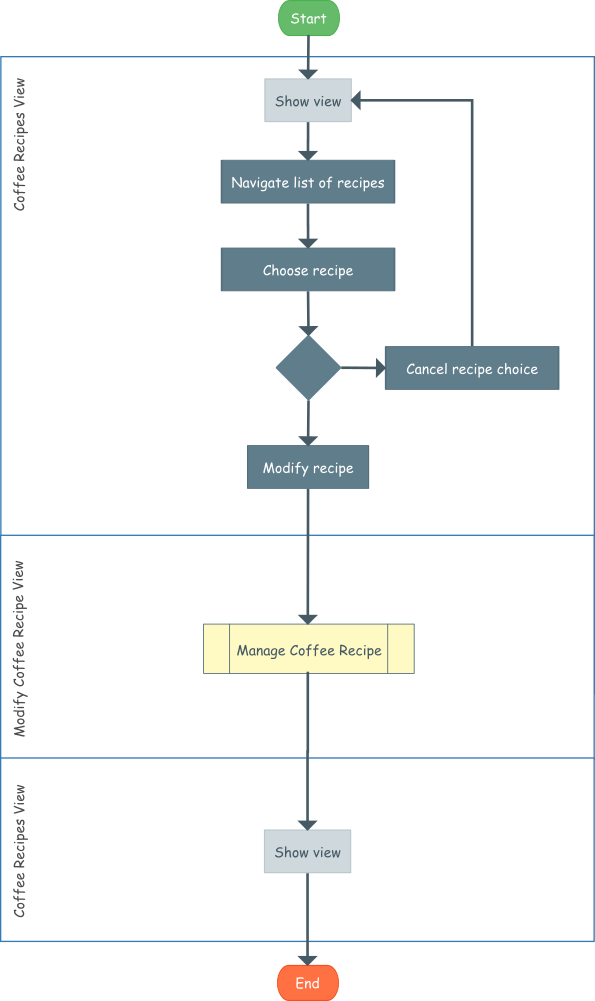 Start
Coffee Recipes View
Show view
Navigate list of recipes
Choose recipe
Cancel recipe choice
Modify recipe
Modify Coffee Recipe View
Manage Coffee Recipe
Coffee Recipes View
Show view
End